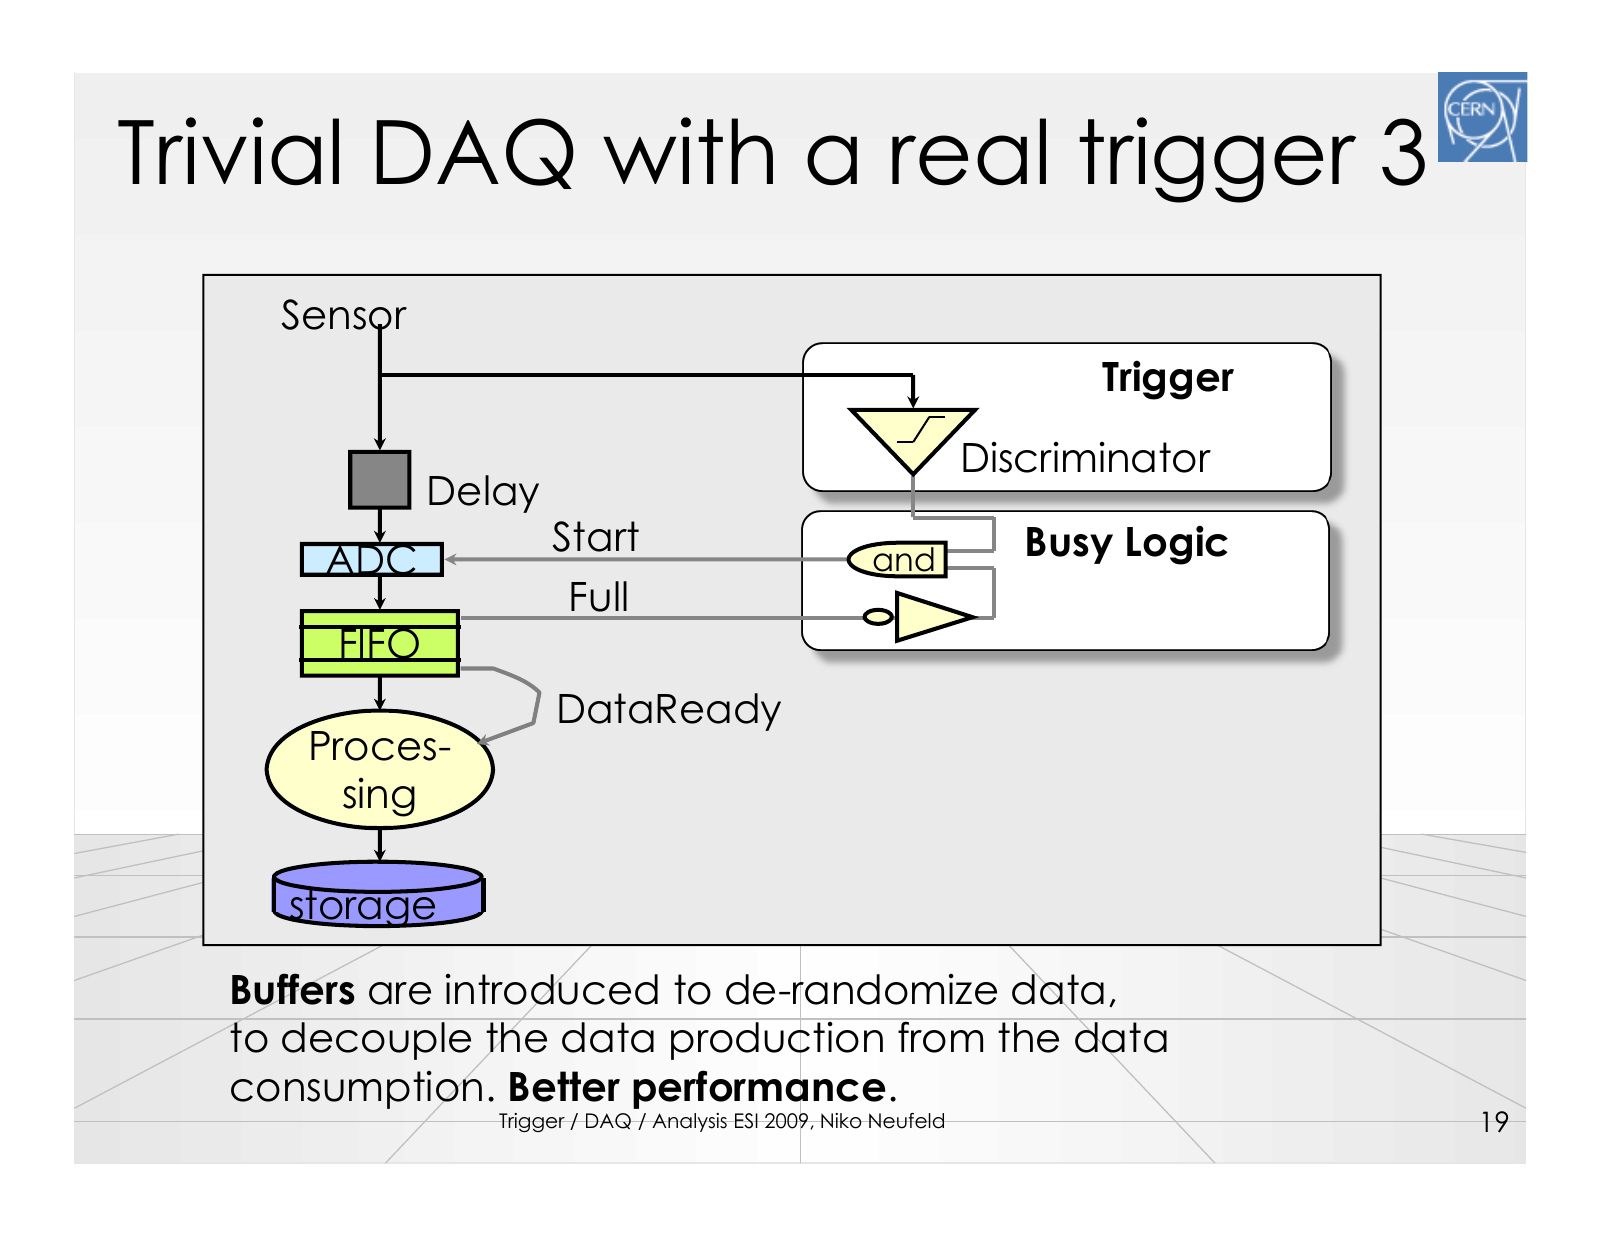 Trivial DAQ with a real trigger 3
CERN
Sensor
Trigger
Discriminator
Delay
Start
Busy Logic
ADC
and
Full
FIFO
DataReady
Proces-
sing
storage
Buffers are introduced to de-randomize data,
to decouple the data production from the data
consumption. Better performance.
Trigger / DAQ / Analysis ESI 2009, Niko Neufeld
19